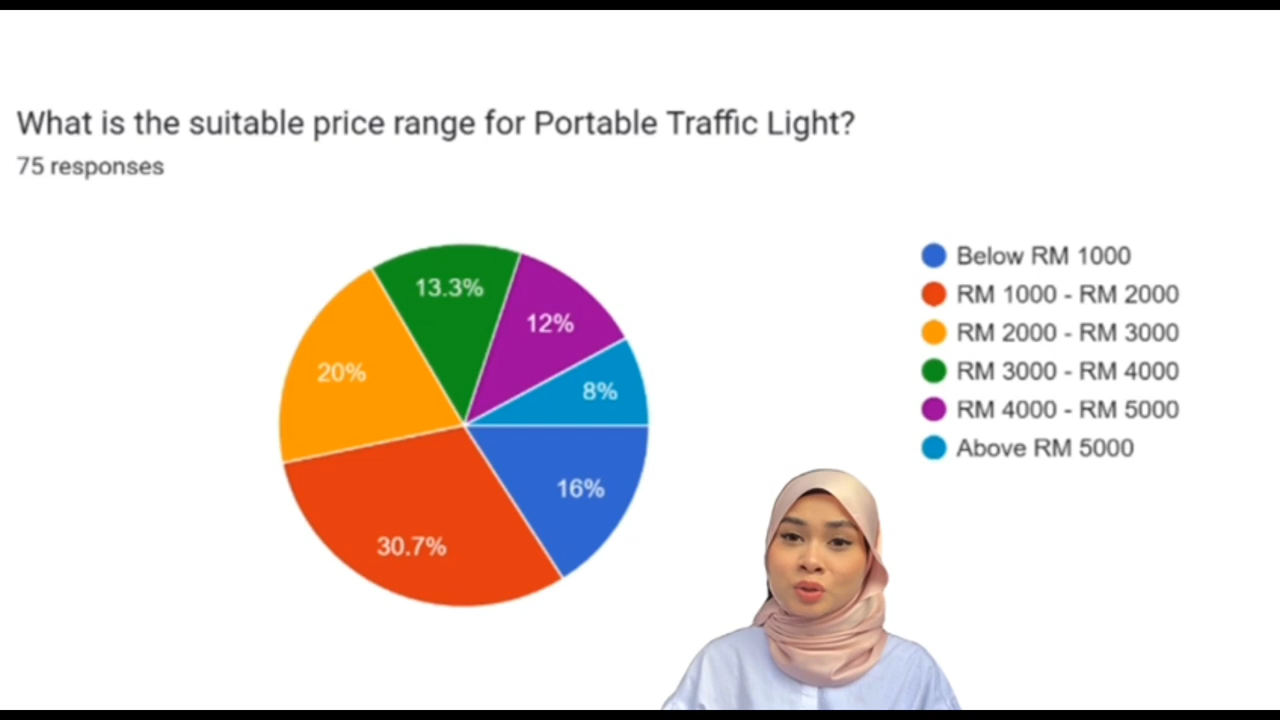 What is the suitable price range for Portable Traffic Light?
75 responses
13.3%
12%
20%
8%
16%
30.7%
Below RM 1000
RM 1000 - RM 2000
RM 2000 - RM 3000
RM 3000 - RM 4000
RM 4000 - RM 5000
Above RM 5000